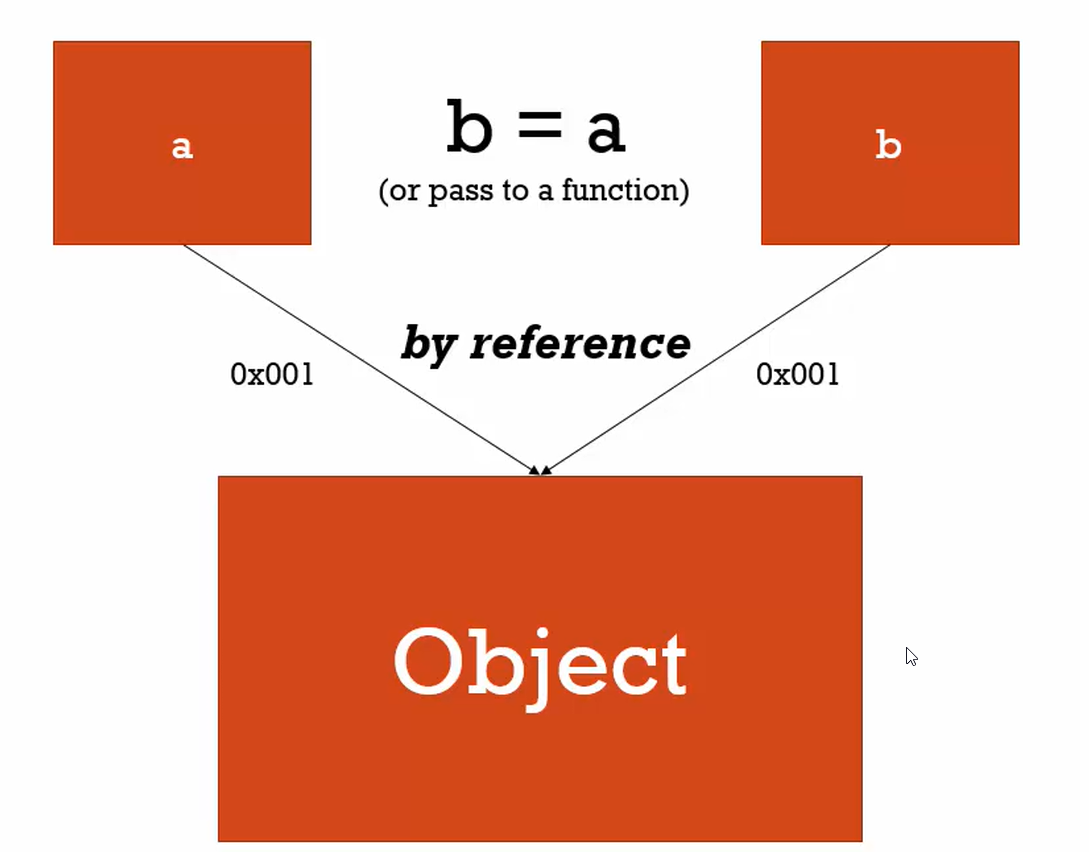 a
b = a
(or pass to a function)
b
by reference
0x001
0x001
Object